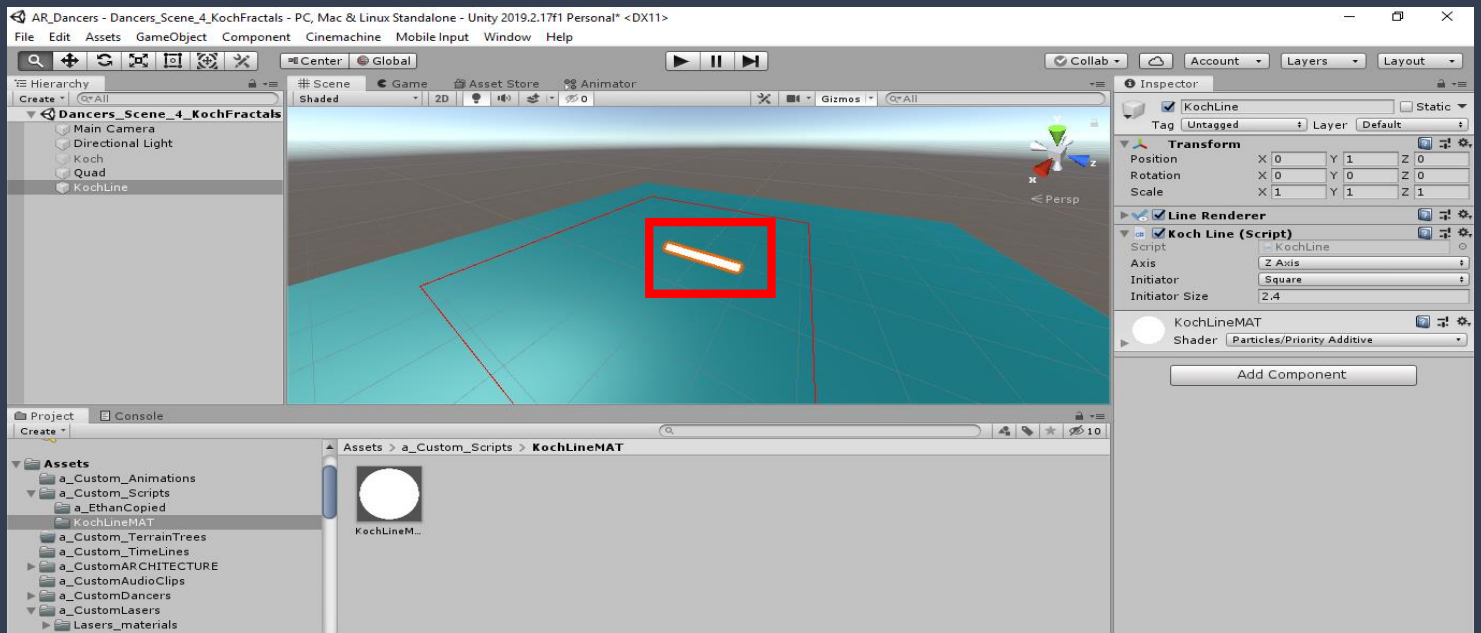 AR_Dancers - Dancers_Scene_4_KochFractals - PC, Mac & Linux Standalone - Unity 2019.2.17f1 Personal* <DX11>
File Edit Assets GameObject Component Cinemachine Mobile Input Window Help
Center Global Collab Account Layers Layout
Hierarchy
Create All
Dancers_Scene_4_KochFractals
Main Camera
Directional Light
Koch
Quad
KochLine
Scene Game Asset Store Animator
Shaded 2D 0 Gizmos All
y
z
x
Persp
Inspector
KochLine Static
Tag Untagged Layer Default
Transform
Position X 0 Y 1 Z 0
Rotation X 0 Y 0 Z 0
Scale X 1 Y 1 Z 1
Line Renderer
Koch Line (Script)
Script KochLine
Axis Z Axis
Initiator Square
Initiator Size 2.4
KochLineMAT
Shader Particles/Priority Additive
Add Component
Project Console
Create 10
Assets
a_Custom_Animations
a_Custom_Scripts
a_EthanCopied
KochLineMAT
a_Custom_TerrainTrees
a_Custom_TimeLines
a_CustomARCHITECTURE
a_CustomAudioClips
a_CustomDancers
a_CustomLasers
Lasers_materials
Assets > a_Custom_Scripts > KochLineMAT
KochLineM...